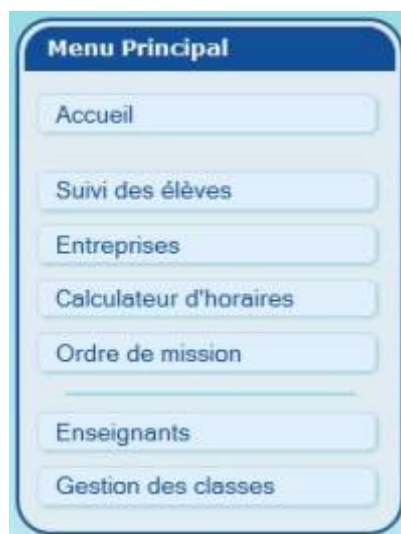 Menu Principal
Accueil
Suivi des élèves
Entreprises
Calculateur d'horaires
Ordre de mission
Enseignants
Gestion des classes